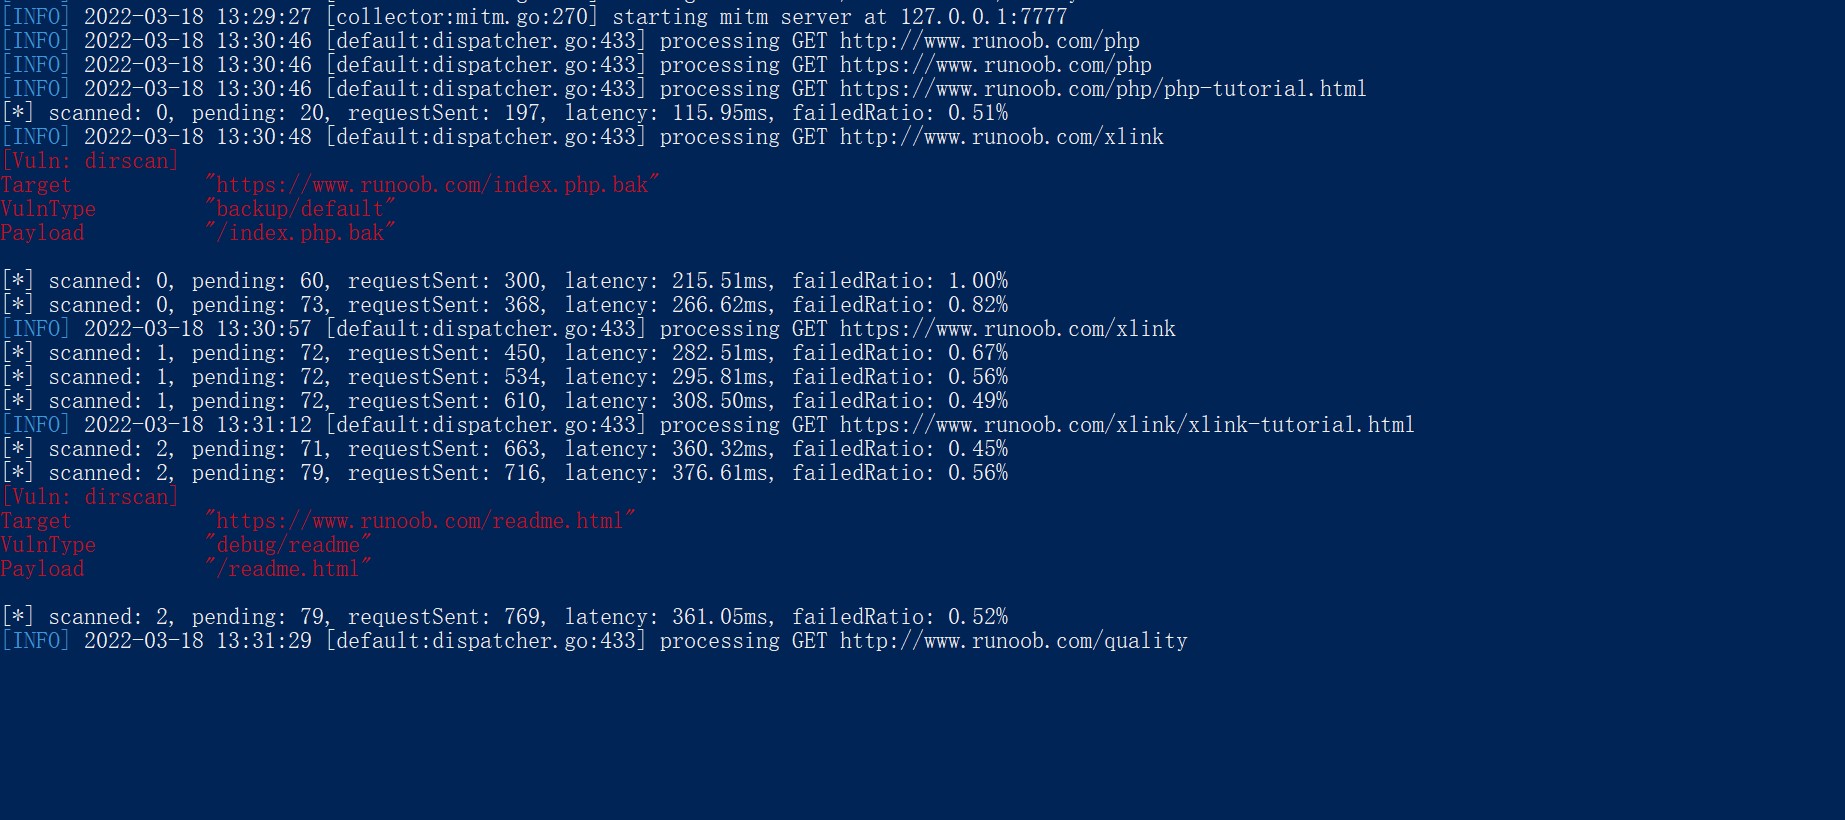 [INFO] 2022-03-18 13:29:27 [collector:mitm.go:270] starting mitm server at 127.0.0.1:7777
[INFO] 2022-03-18 13:30:46 [default:dispatcher.go:433] processing GET http://www.runoob.com/php
[INFO] 2022-03-18 13:30:46 [default:dispatcher.go:433] processing GET https://www.runoob.com/php
[INFO] 2022-03-18 13:30:46 [default:dispatcher.go:433] processing GET https://www.runoob.com/php/php-tutorial.html
[*] scanned: 0, pending: 20, requestSent: 197, latency: 115.95ms, failedRatio: 0.51%
[INFO] 2022-03-18 13:30:48 [default:dispatcher.go:433] processing GET http://www.runoob.com/xlink
[Vuln: dirscan]
Target "https://www.runoob.com/index.php.bak"
VulnType "backup/default"
Payload "/index.php.bak"
[*] scanned: 0, pending: 60, requestSent: 300, latency: 215.51ms, failedRatio: 1.00%
[*] scanned: 0, pending: 73, requestSent: 368, latency: 266.62ms, failedRatio: 0.82%
[INFO] 2022-03-18 13:30:57 [default:dispatcher.go:433] processing GET https://www.runoob.com/xlink
[*] scanned: 1, pending: 72, requestSent: 450, latency: 282.51ms, failedRatio: 0.67%
[*] scanned: 1, pending: 72, requestSent: 534, latency: 295.81ms, failedRatio: 0.56%
[*] scanned: 1, pending: 72, requestSent: 610, latency: 308.50ms, failedRatio: 0.49%
[INFO] 2022-03-18 13:31:12 [default:dispatcher.go:433] processing GET https://www.runoob.com/xlink/xlink-tutorial.html
[*] scanned: 2, pending: 71, requestSent: 663, latency: 360.32ms, failedRatio: 0.45%
[*] scanned: 2, pending: 79, requestSent: 716, latency: 376.61ms, failedRatio: 0.56%
[Vuln: dirscan]
Target "https://www.runoob.com/readme.html"
VulnType "debug/readme"
Payload "/readme.html"
[*] scanned: 2, pending: 79, requestSent: 769, latency: 361.05ms, failedRatio: 0.52%
[INFO] 2022-03-18 13:31:29 [default:dispatcher.go:433] processing GET http://www.runoob.com/quality